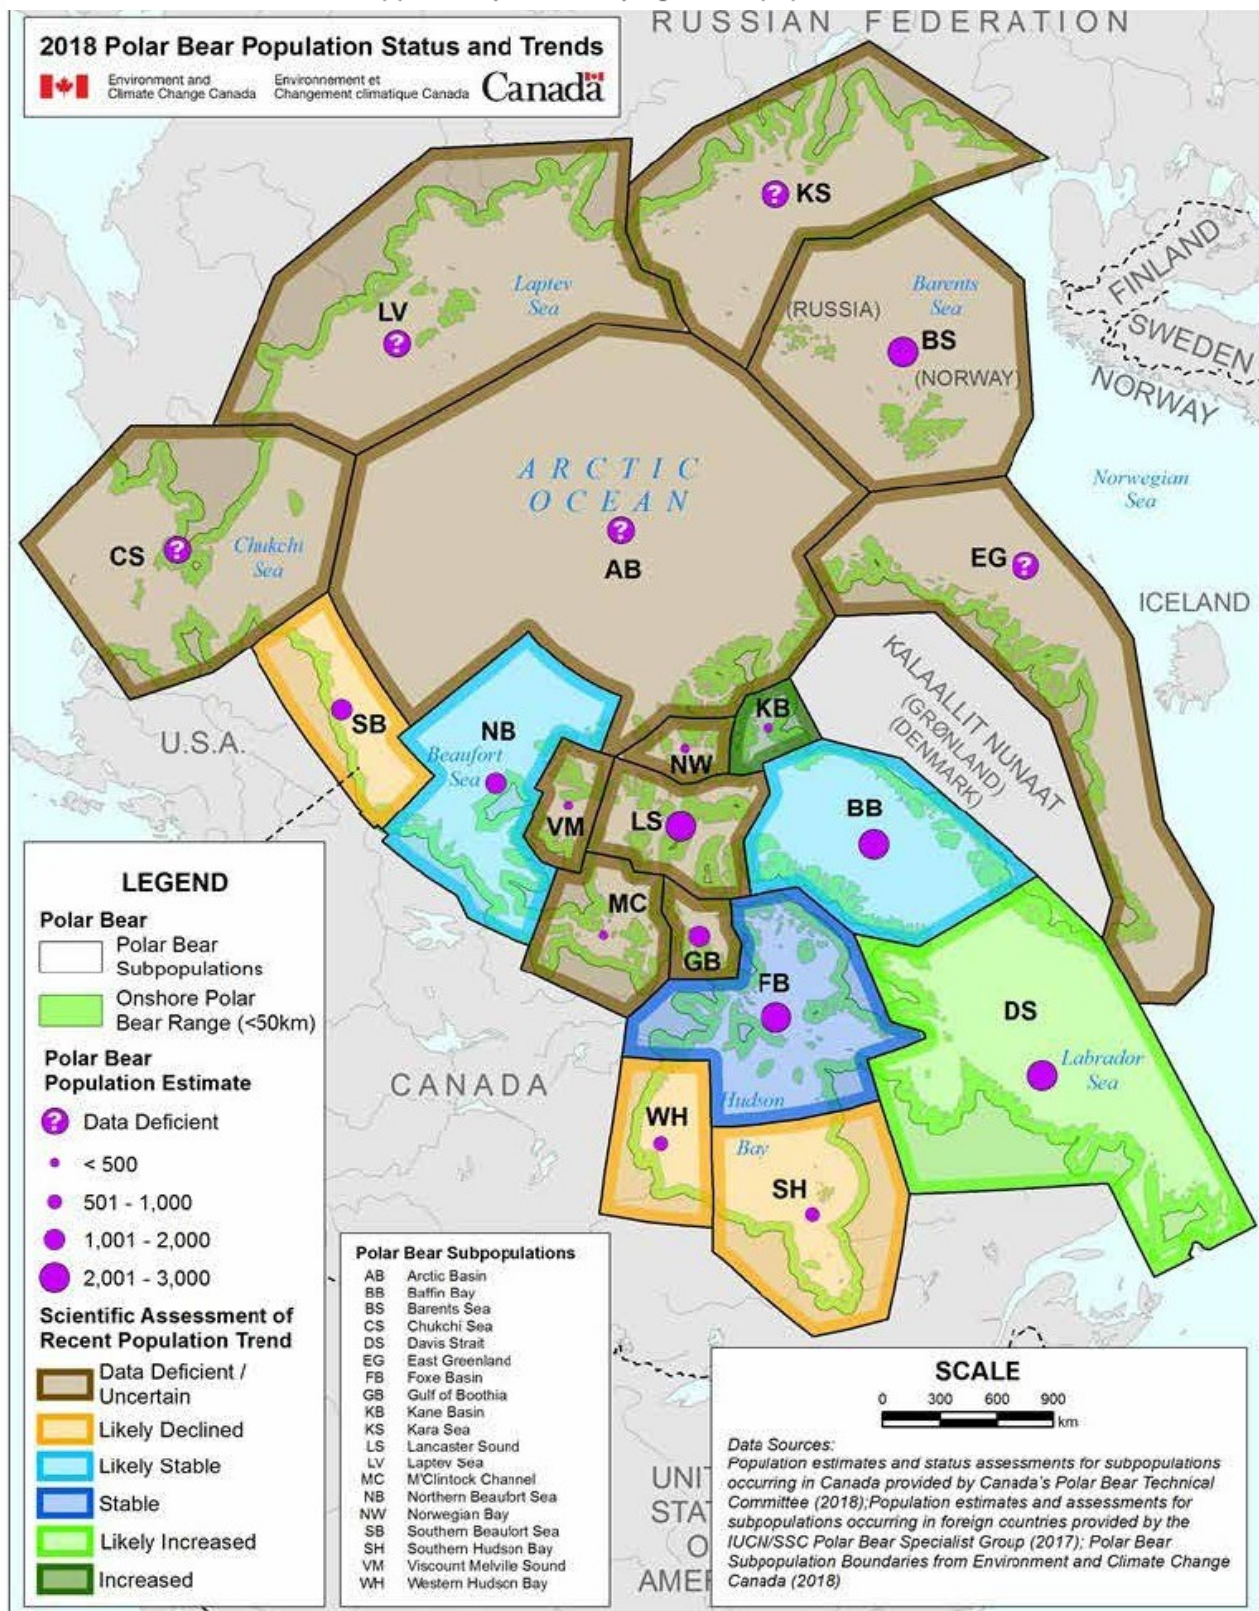 RUSSIAN FEDERATION
2018 Polar Bear Population Status and Trends
Environment and
Climate Change Canada
Environnement et
Changement climatique Canada
Canada
KS
FINLAND
SWEDEN
NORWAY
Laptev
Sea
LV
(RUSSIA)
Barents
Sea
BS
(NORWAY)
ARCTIC
OCEAN
AB
Norwegian
Sea
CS
Chukchi
Sea
EG
ICELAND
KALAALLIT NUNAAT
(GRØNLAND)
(DENMARK)
U.S.A.
SB
NB
Beaufort
Sea
KB
NW
VM
LS
BB
MC
GB
FB
DS
Labrador
Sea
CANADA
Hudson
Bay
WH
SH
LEGEND
Polar Bear
Polar Bear
Subpopulations
Onshore Polar
Bear Range (<50km)
Polar Bear
Population Estimate
? Data Deficient
< 500
501 - 1,000
1,001 - 2,000
2,001 - 3,000
Scientific Assessment of
Recent Population Trend
Data Deficient /
Uncertain
Likely Declined
Likely Stable
Stable
Likely Increased
Increased
Polar Bear Subpopulations
AB Arctic Basin
BB Baffin Bay
BS Barents Sea
CS Chukchi Sea
DS Davis Strait
EG East Greenland
FB Foxe Basin
GB Gulf of Boothia
KB Kane Basin
KS Kara Sea
LS Lancaster Sound
LV Laptev Sea
MC M'Clintock Channel
NB Northern Beaufort Sea
NW Norwegian Bay
SB Southern Beaufort Sea
SH Southern Hudson Bay
VM Viscount Melville Sound
WH Western Hudson Bay
SCALE
0 300 600 900
km
Data Sources:
Population estimates and status assessments for subpopulations
occurring in Canada provided by Canada's Polar Bear Technical
Committee (2018);Population estimates and assessments for
subpopulations occurring in foreign countries provided by the
IUCN/SSC Polar Bear Specialist Group (2017); Polar Bear
Subpopulation Boundaries from Environment and Climate Change
Canada (2018)
UNIT
STA
O
AMER